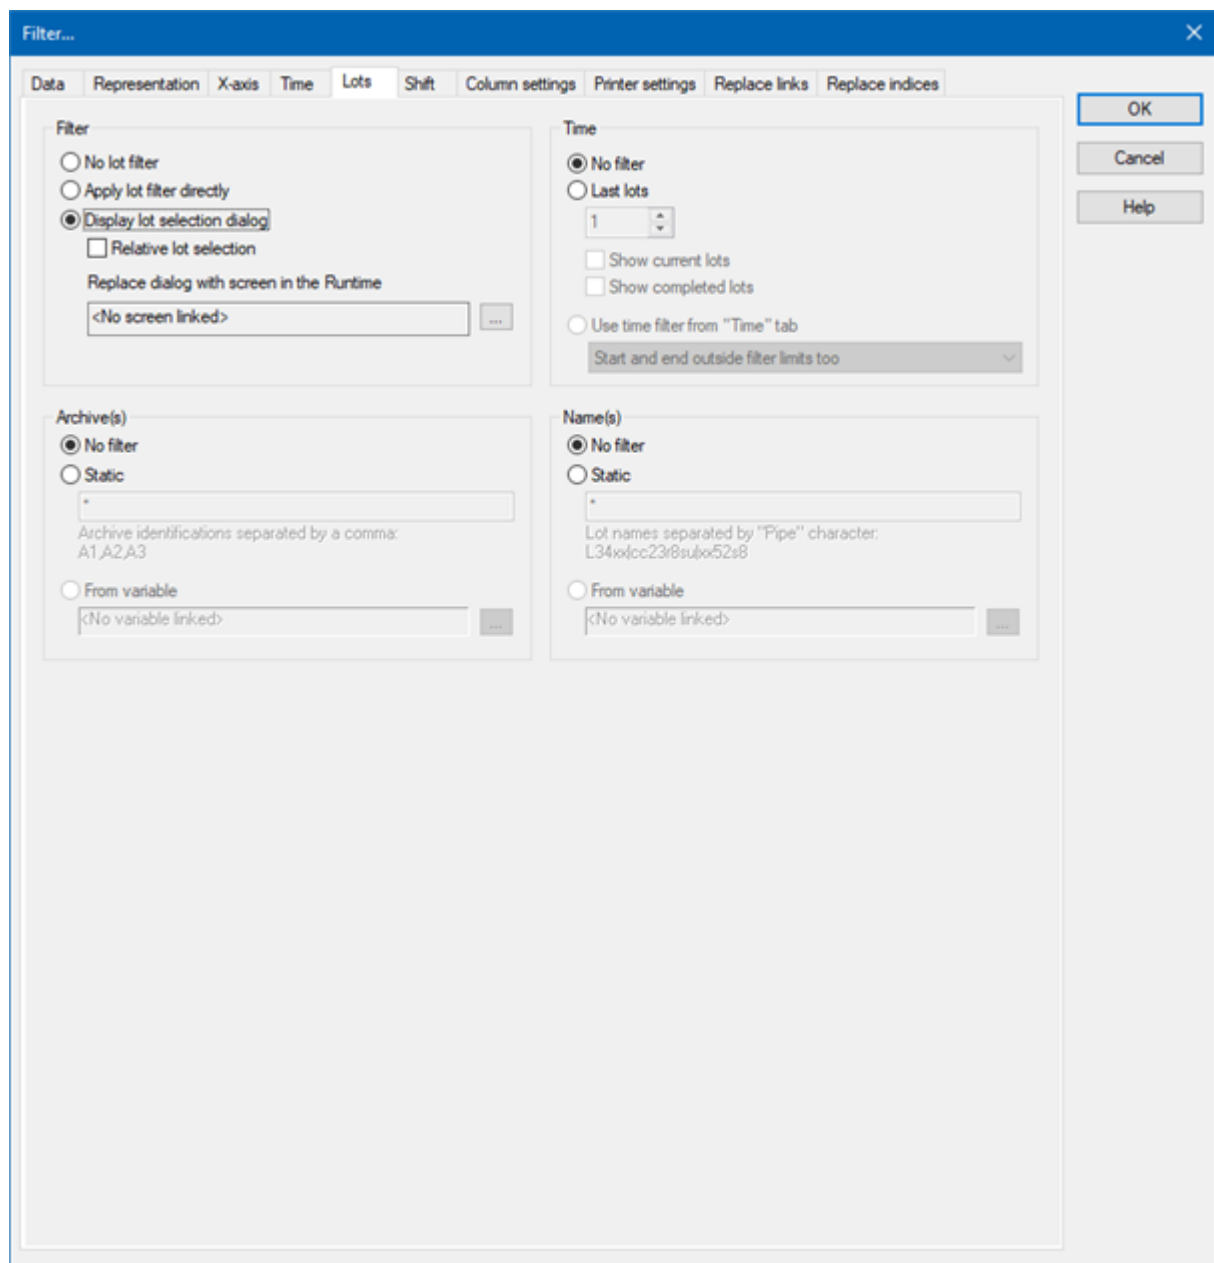 Filter...
Data Representation X-axis Time Lots Shift Column settings Printer settings Replace links Replace indices
OK
Cancel
Help
Filter
No lot filter
Apply lot filter directly
Display lot selection dialog
Relative lot selection
Replace dialog with screen in the Runtime
<No screen linked>
...
Time
No filter
Last lots
1
Show current lots
Show completed lots
Use time filter from "Time" tab
Start and end outside filter limits too
Archive(s)
No filter
Static
*
Archive identifications separated by a comma:
A1,A2,A3
From variable
<No variable linked>
...
Name(s)
No filter
Static
*
Lot names separated by "Pipe" character:
L34xx|cc23r8su|xx52s8
From variable
<No variable linked>
...